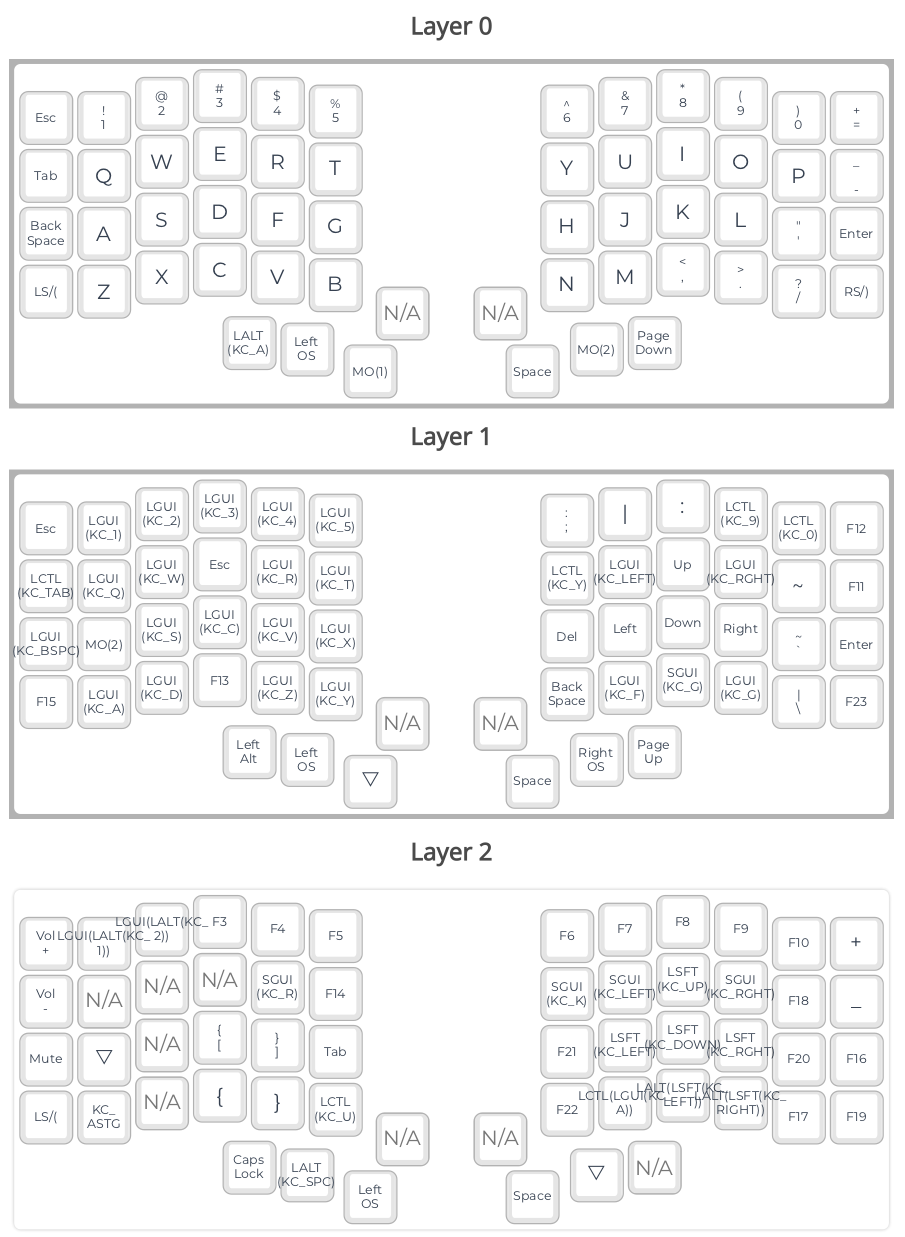 Layer 0
Esc
!
1
@
2
#
3
$
4
%
5
^
6
&
7
*
8
(
9
)
0
+
=
Tab
Q
W
E
R
T
Y
U
I
O
P
_
-
Back
Space
A
S
D
F
G
H
J
K
L
"
'
Enter
LS/(
Z
X
C
V
B
N
M
<
,
>
.
?
/
RS/)
N/A
N/A
LALT
(KC_A)
Left
OS
MO(1)
Space
MO(2)
Page
Down
Layer 1
Esc
LGUI
(KC_1)
LGUI
(KC_2)
LGUI
(KC_3)
LGUI
(KC_4)
LGUI
(KC_5)
:
;
|
:
LCTL
(KC_9)
LCTL
(KC_0)
F12
LCTL
(KC_TAB)
LGUI
(KC_Q)
LGUI
(KC_W)
Esc
LGUI
(KC_R)
LGUI
(KC_T)
LCTL
(KC_Y)
LGUI
(KC_LEFT)
Up
LGUI
(KC_RGHT)
~
F11
LGUI
(KC_BSPC)
MO(2)
LGUI
(KC_S)
LGUI
(KC_C)
LGUI
(KC_V)
LGUI
(KC_X)
Del
Left
Down
Right
~
`
Enter
F15
LGUI
(KC_A)
LGUI
(KC_D)
F13
LGUI
(KC_Z)
LGUI
(KC_Y)
Back
Space
LGUI
(KC_F)
SGUI
(KC_G)
LGUI
(KC_G)
|
\
F23
N/A
N/A
Left
Alt
Left
OS
▽
Space
Right
OS
Page
Up
Layer 2
Vol
+
LGUI(LALT(KC_
1))
LGUI(LALT(KC_
2))
F3
F4
F5
F6
F7
F8
F9
F10
+
Vol
-
N/A
N/A
N/A
SGUI
(KC_R)
F14
SGUI
(KC_K)
SGUI
(KC_LEFT)
LSFT
(KC_UP)
SGUI
(KC_RGHT)
F18
_
Mute
▽
N/A
{
[
}
]
Tab
F21
LSFT
(KC_LEFT)
LSFT
(KC_DOWN)
LSFT
(KC_RGHT)
F20
F16
LS/(
KC_
ASTG
N/A
{
}
LCTL
(KC_U)
F22
LCTL(LGUI(KC_
A))
LALT(LSFT(KC_
LEFT))
LALT(LSFT(KC_
RIGHT))
F17
F19
N/A
N/A
Caps
Lock
LALT
(KC_SPC)
Left
OS
Space
▽
N/A